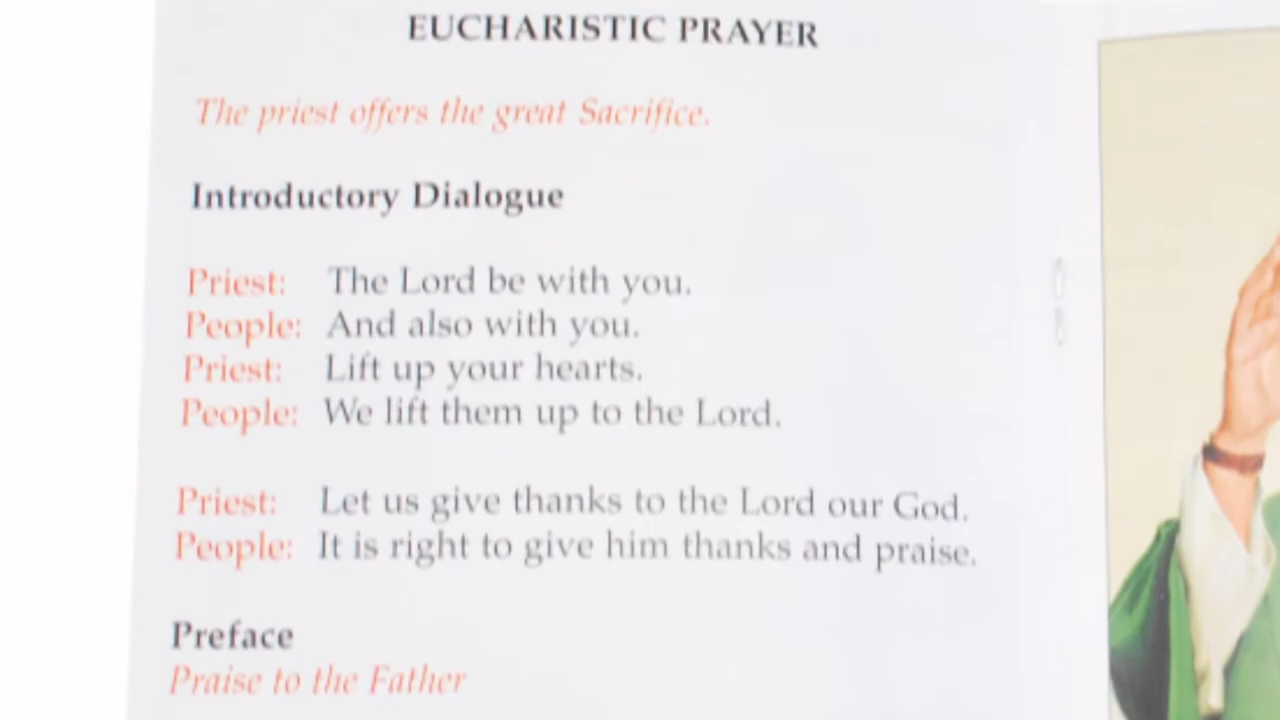 EUCHARISTIC PRAYER
The priest offers the great Sacrifice.
Introductory Dialogue
Priest: The Lord be with you.
People: And also with you.
Priest: Lift up your hearts.
People: We lift them up to the Lord.
Priest: Let us give thanks to the Lord our God.
People: It is right to give him thanks and praise.
Preface
Praise to the Father